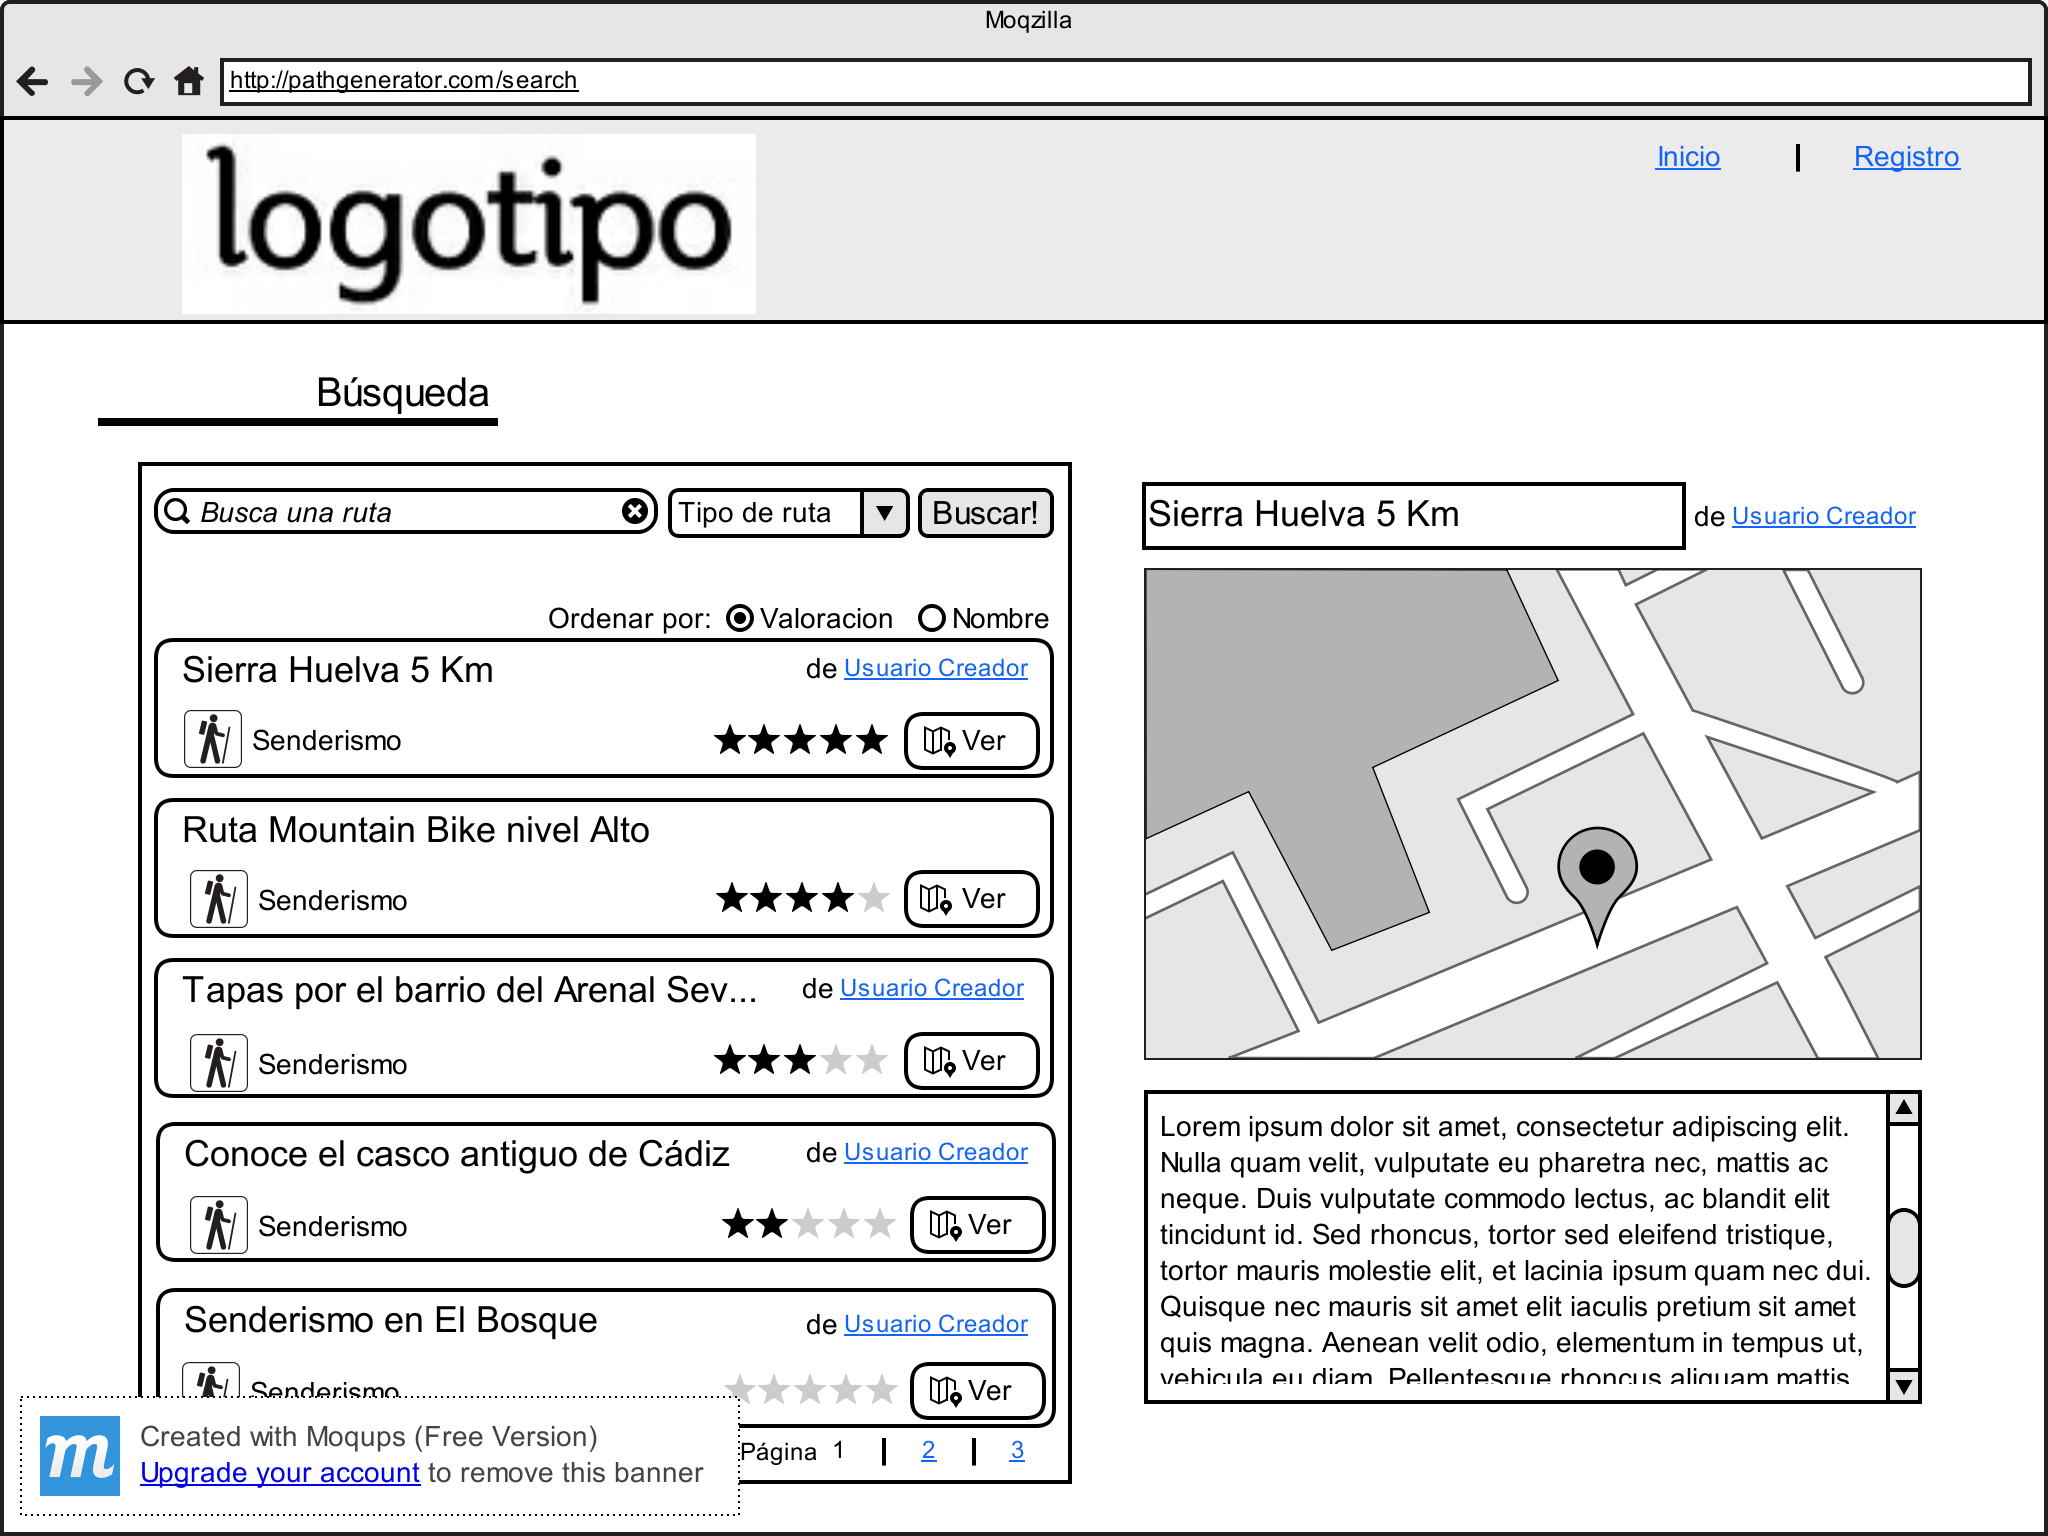 Moqzilla
http://pathgenerator.com/search
logotipo
Inicio
Registro
Búsqueda
Busca una ruta
Tipo de ruta
Buscar!
Ordenar por: Valoracion Nombre
Sierra Huelva 5 Km
de Usuario Creador
Senderismo
Ver
Ruta Mountain Bike nivel Alto
Senderismo
Ver
Tapas por el barrio del Arenal Sev...
de Usuario Creador
Senderismo
Ver
Conoce el casco antiguo de Cádiz
de Usuario Creador
Senderismo
Ver
Senderismo en El Bosque
de Usuario Creador
Senderismo
Ver
Página 1 | 2 | 3
Sierra Huelva 5 Km
de Usuario Creador
Lorem ipsum dolor sit amet, consectetur adipiscing elit.
Nulla quam velit, vulputate eu pharetra nec, mattis ac
neque. Duis vulputate commodo lectus, ac blandit elit
tincidunt id. Sed rhoncus, tortor sed eleifend tristique,
tortor mauris molestie elit, et lacinia ipsum quam nec dui.
Quisque nec mauris sit amet elit iaculis pretium sit amet
quis magna. Aenean velit odio, elementum in tempus ut,
vehicula eu diam. Pellentesque rhoncus aliquam mattis
m
Created with Moqups (Free Version)
Upgrade your account to remove this banner